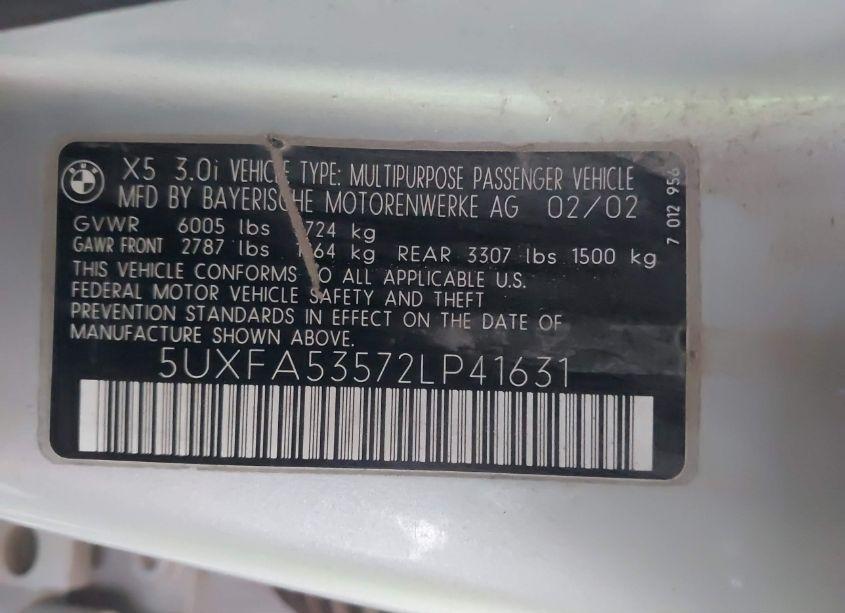 X5 3.0i VEHICLE TYPE: MULTIPURPOSE PASSENGER VEHICLE
MFD BY BAYERISCHE MOTORENWERKE AG 02/02
GVWR 6005 lbs 724 kg
GAWR FRONT 2787 lbs 1264 kg REAR 3307 lbs 1500 kg
THIS VEHICLE CONFORMS TO ALL APPLICABLE U.S.
FEDERAL MOTOR VEHICLE SAFETY AND THEFT
PREVENTION STANDARDS IN EFFECT ON THE DATE OF
MANUFACTURE SHOWN ABOVE.
5UXFA53572LP41631
7 012 956